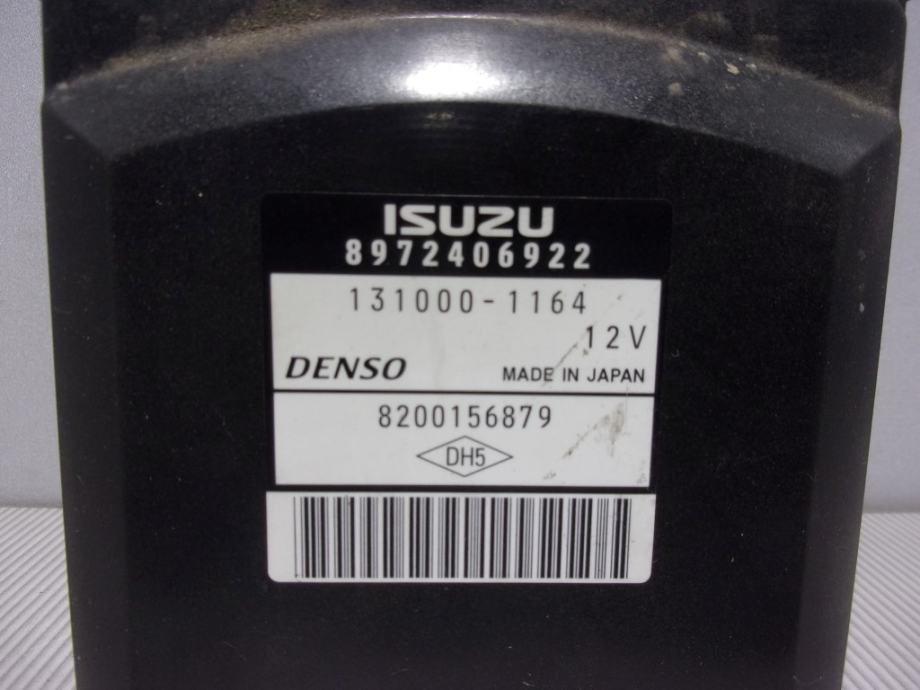 ISUZU
8972406922
131000-1164
12V
DENSO MADE IN JAPAN
8200156879
DH5